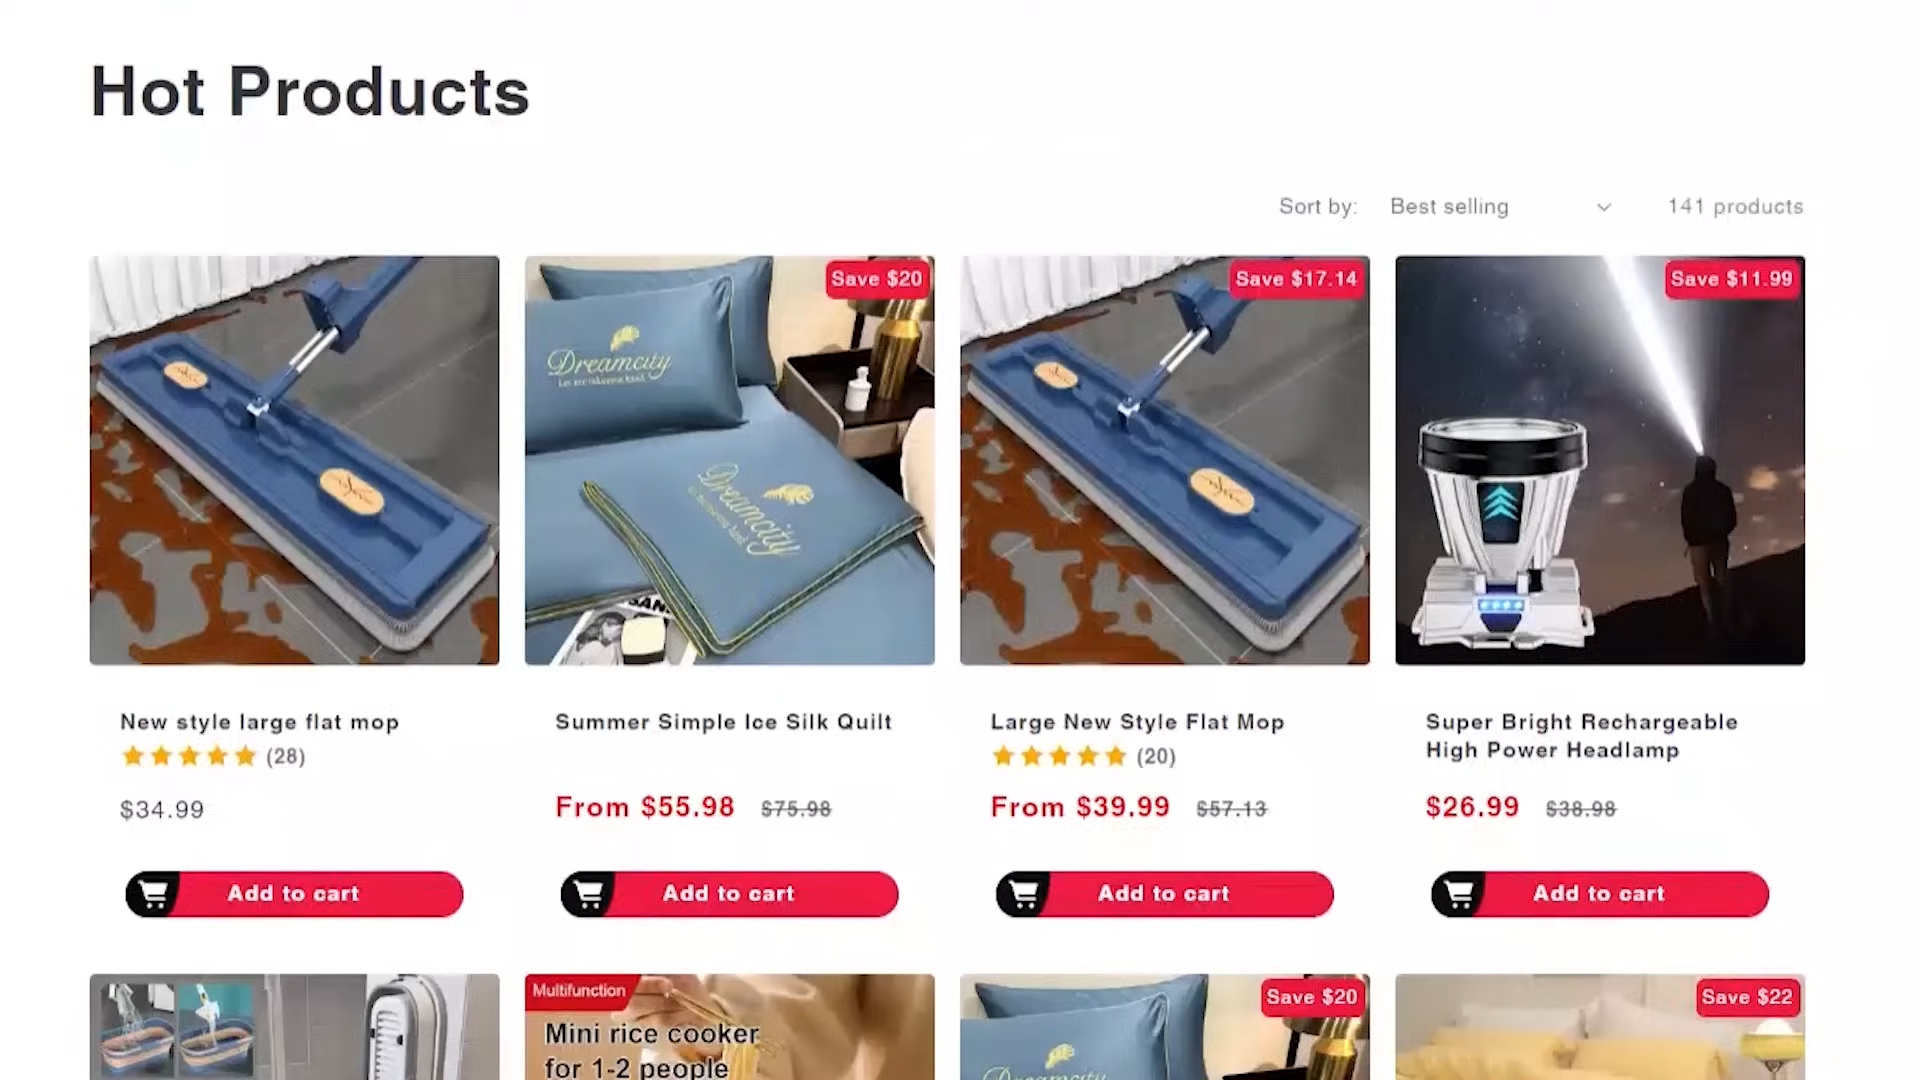 Hot Products
Sort by: Best selling 141 products
Save $20
Save $17.14
Save $11.99
Dreamcity
Dreamcity
New style large flat mop
(28)
$34.99
Add to cart
Summer Simple Ice Silk Quilt
From $55.98 $75.98
Add to cart
Large New Style Flat Mop
(20)
From $39.99 $57.13
Add to cart
Super Bright Rechargeable
High Power Headlamp
$26.99 $38.98
Add to cart
Multifunction
Mini rice cooker
for 1-2 people
Save $20
Dreamcity
Save $22